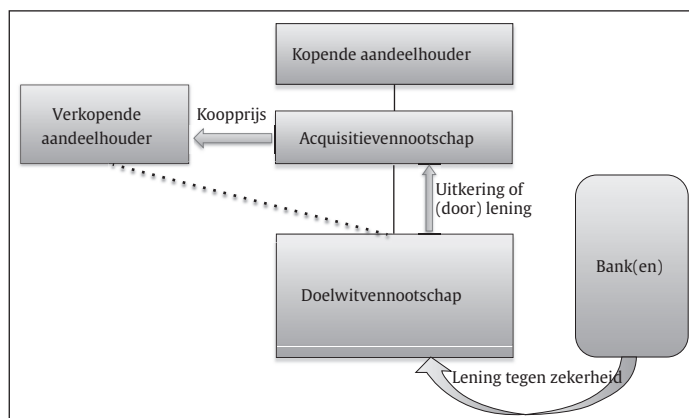 Kopende aandeelhouder
Verkopende
aandeelhouder
Koopprijs
Acquisitievennootschap
Uitkering of
(door) lening
Bank(en)
Doelwitvennootschap
Lening tegen zekerheid